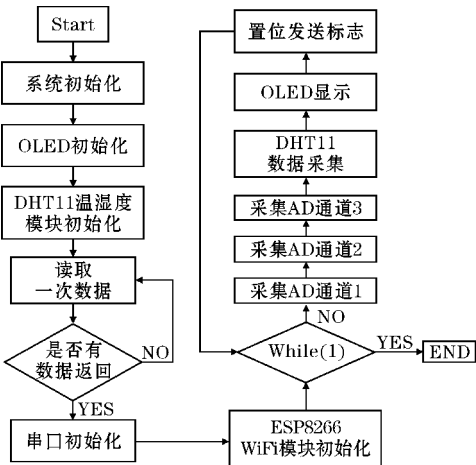 Start
系统初始化
OLED初始化
DHT11温湿度
模块初始化
读取
一次数据
是否有
数据返回
NO
YES
串口初始化
ESP8266
WiFi模块初始化
While(1)
YES
END
NO
采集AD通道1
采集AD通道2
采集AD通道3
DHT11
数据采集
OLED显示
置位发送标志